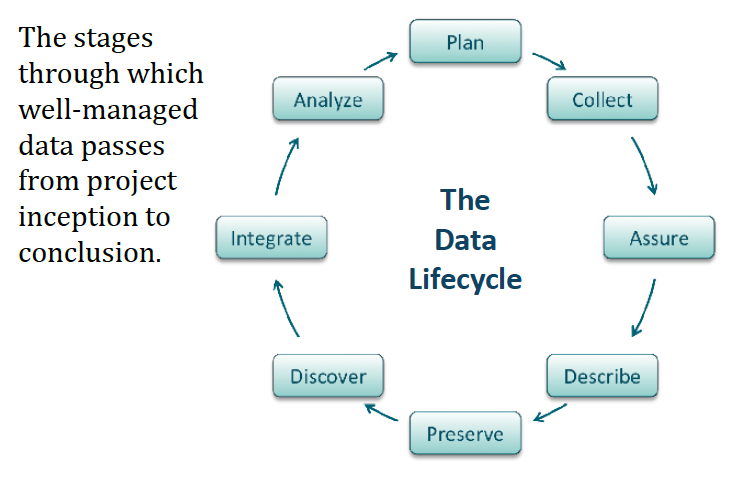 The stages
through which
well-managed
data passes
from project
inception to
conclusion.
The
Data
Lifecycle
Plan
Collect
Assure
Describe
Preserve
Discover
Integrate
Analyze